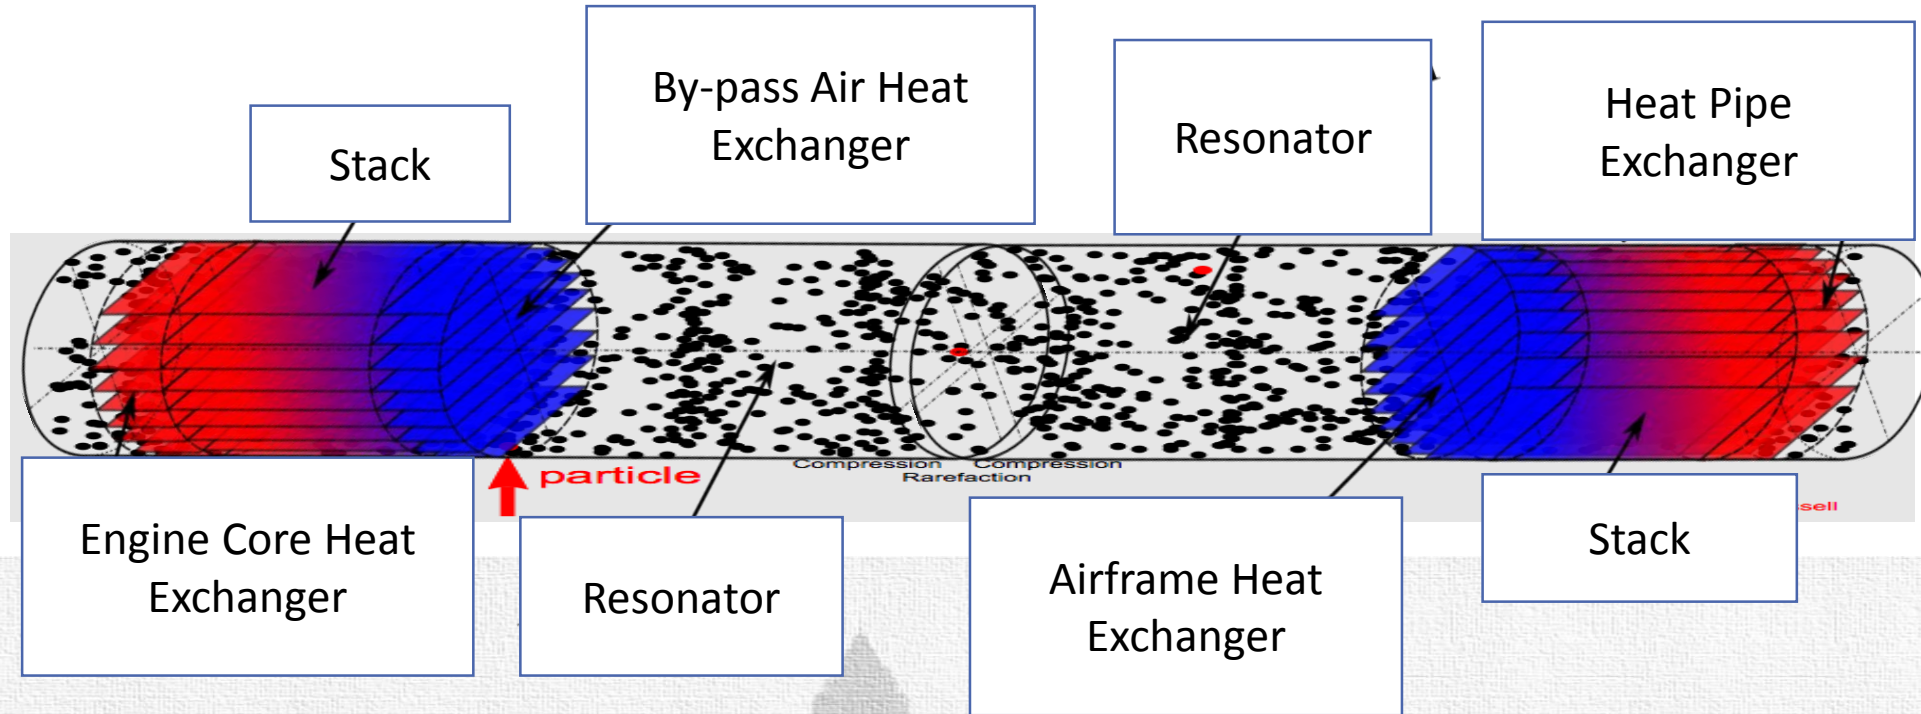 By-pass Air Heat
Exchanger
Stack
Resonator
Heat Pipe
Exchanger
particle
Compression Compression
Rarefaction
sell
Engine Core Heat
Exchanger
Resonator
Airframe Heat
Exchanger
Stack